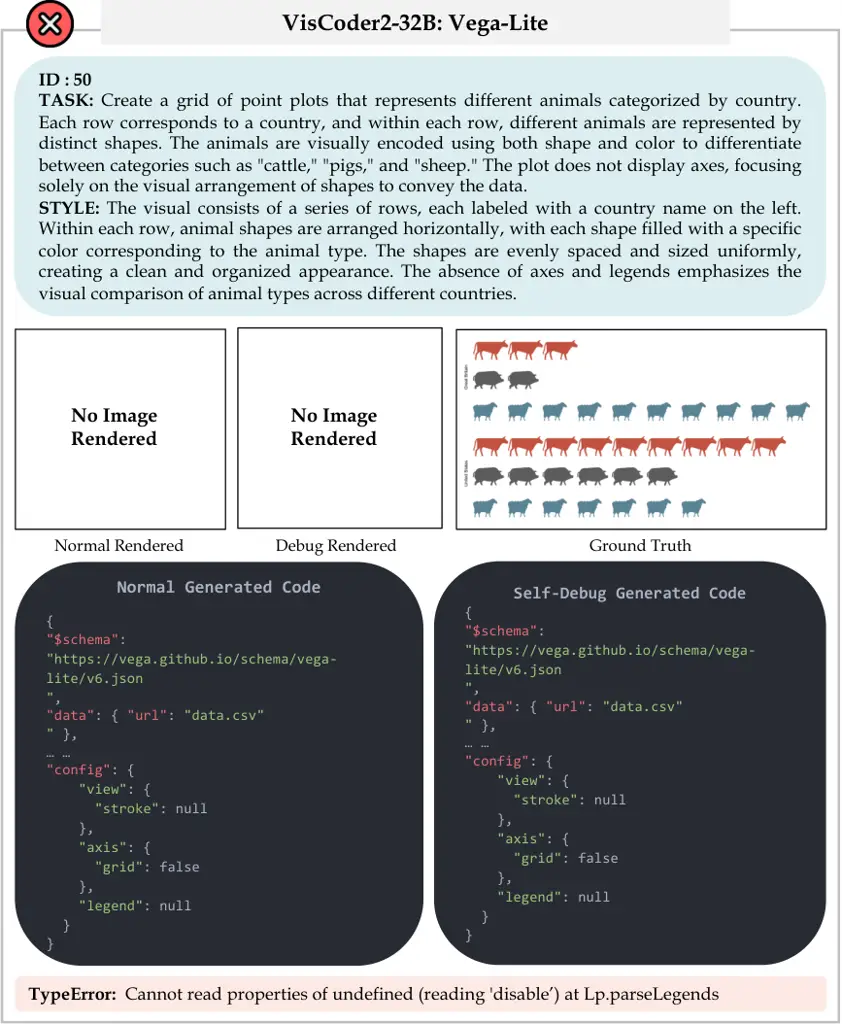 VisCoder2-32B: Vega-Lite
ID : 50
TASK: Create a grid of point plots that represents different animals categorized by country.
Each row corresponds to a country, and within each row, different animals are represented by
distinct shapes. The animals are visually encoded using both shape and color to differentiate
between categories such as "cattle," "pigs," and "sheep." The plot does not display axes, focusing
solely on the visual arrangement of shapes to convey the data.
STYLE: The visual consists of a series of rows, each labeled with a country name on the left.
Within each row, animal shapes are arranged horizontally, with each shape filled with a specific
color corresponding to the animal type. The shapes are evenly spaced and sized uniformly,
creating a clean and organized appearance. The absence of axes and legends emphasizes the
visual comparison of animal types across different countries.
No Image
Rendered
No Image
Rendered
Great Britain
United States
Normal Rendered
Debug Rendered
Ground Truth
Normal Generated Code
{
"$schema":
"https://vega.github.io/schema/vega-
lite/v6.json
",
"data": { "url": "data.csv"
" },
… …
"config": {
"view": {
"stroke": null
},
"axis": {
"grid": false
},
"legend": null
}
}
Self-Debug Generated Code
{
"$schema":
"https://vega.github.io/schema/vega-
lite/v6.json
",
"data": { "url": "data.csv"
" },
… …
"config": {
"view": {
"stroke": null
},
"axis": {
"grid": false
},
"legend": null
}
}
TypeError: Cannot read properties of undefined (reading 'disable’) at Lp.parseLegends